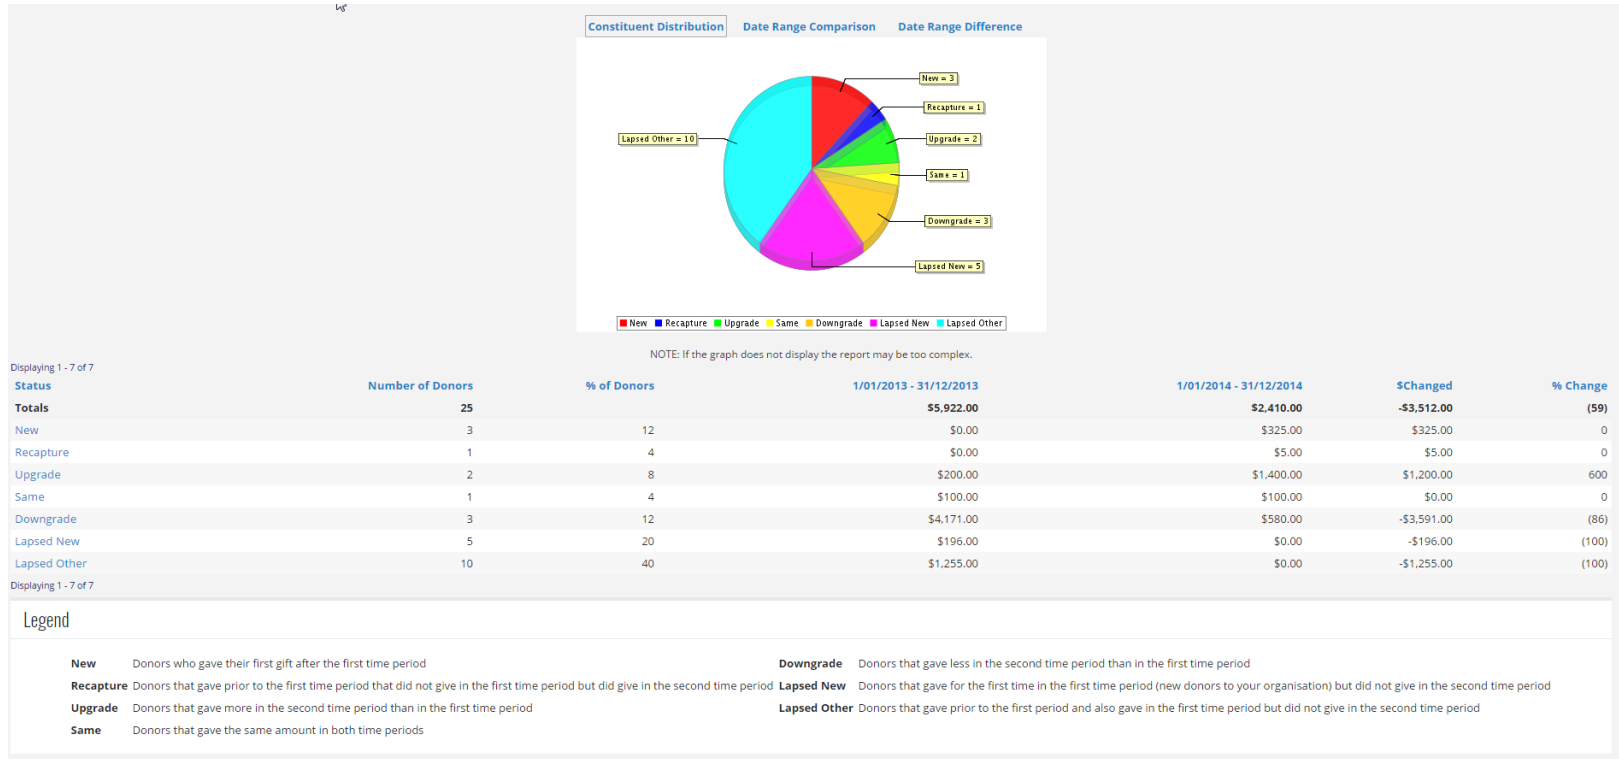 Constituent Distribution Date Range Comparison Date Range Difference
New = 3
Recapture = 1
Lapsed Other = 10
Upgrade = 2
Same = 1
Downgrade = 3
Lapsed New = 5
New Recapture Upgrade Same Downgrade Lapsed New Lapsed Other
NOTE: If the graph does not display the report may be too complex.
Displaying 1 - 7 of 7
Status Number of Donors % of Donors 1/01/2013 - 31/12/2013 1/01/2014 - 31/12/2014 $Changed % Change
Totals 25 $5,922.00 $2,410.00 -$3,512.00 (59)
New 3 12 $0.00 $325.00 $325.00 0
Recapture 1 4 $0.00 $5.00 $5.00 0
Upgrade 2 8 $200.00 $1,400.00 $1,200.00 600
Same 1 4 $100.00 $100.00 $0.00 0
Downgrade 3 12 $4,171.00 $580.00 -$3,591.00 (86)
Lapsed New 5 20 $196.00 $0.00 -$196.00 (100)
Lapsed Other 10 40 $1,255.00 $0.00 -$1,255.00 (100)
Displaying 1 - 7 of 7
Legend
New Donors who gave their first gift after the first time period
Recapture Donors that gave prior to the first time period that did not give in the first time period but did give in the second time period
Upgrade Donors that gave more in the second time period than in the first time period
Same Donors that gave the same amount in both time periods
Downgrade Donors that gave less in the second time period than in the first time period
Lapsed New Donors that gave for the first time in the first time period (new donors to your organisation) but did not give in the second time period
Lapsed Other Donors that gave prior to the first period and also gave in the first time period but did not give in the second time period